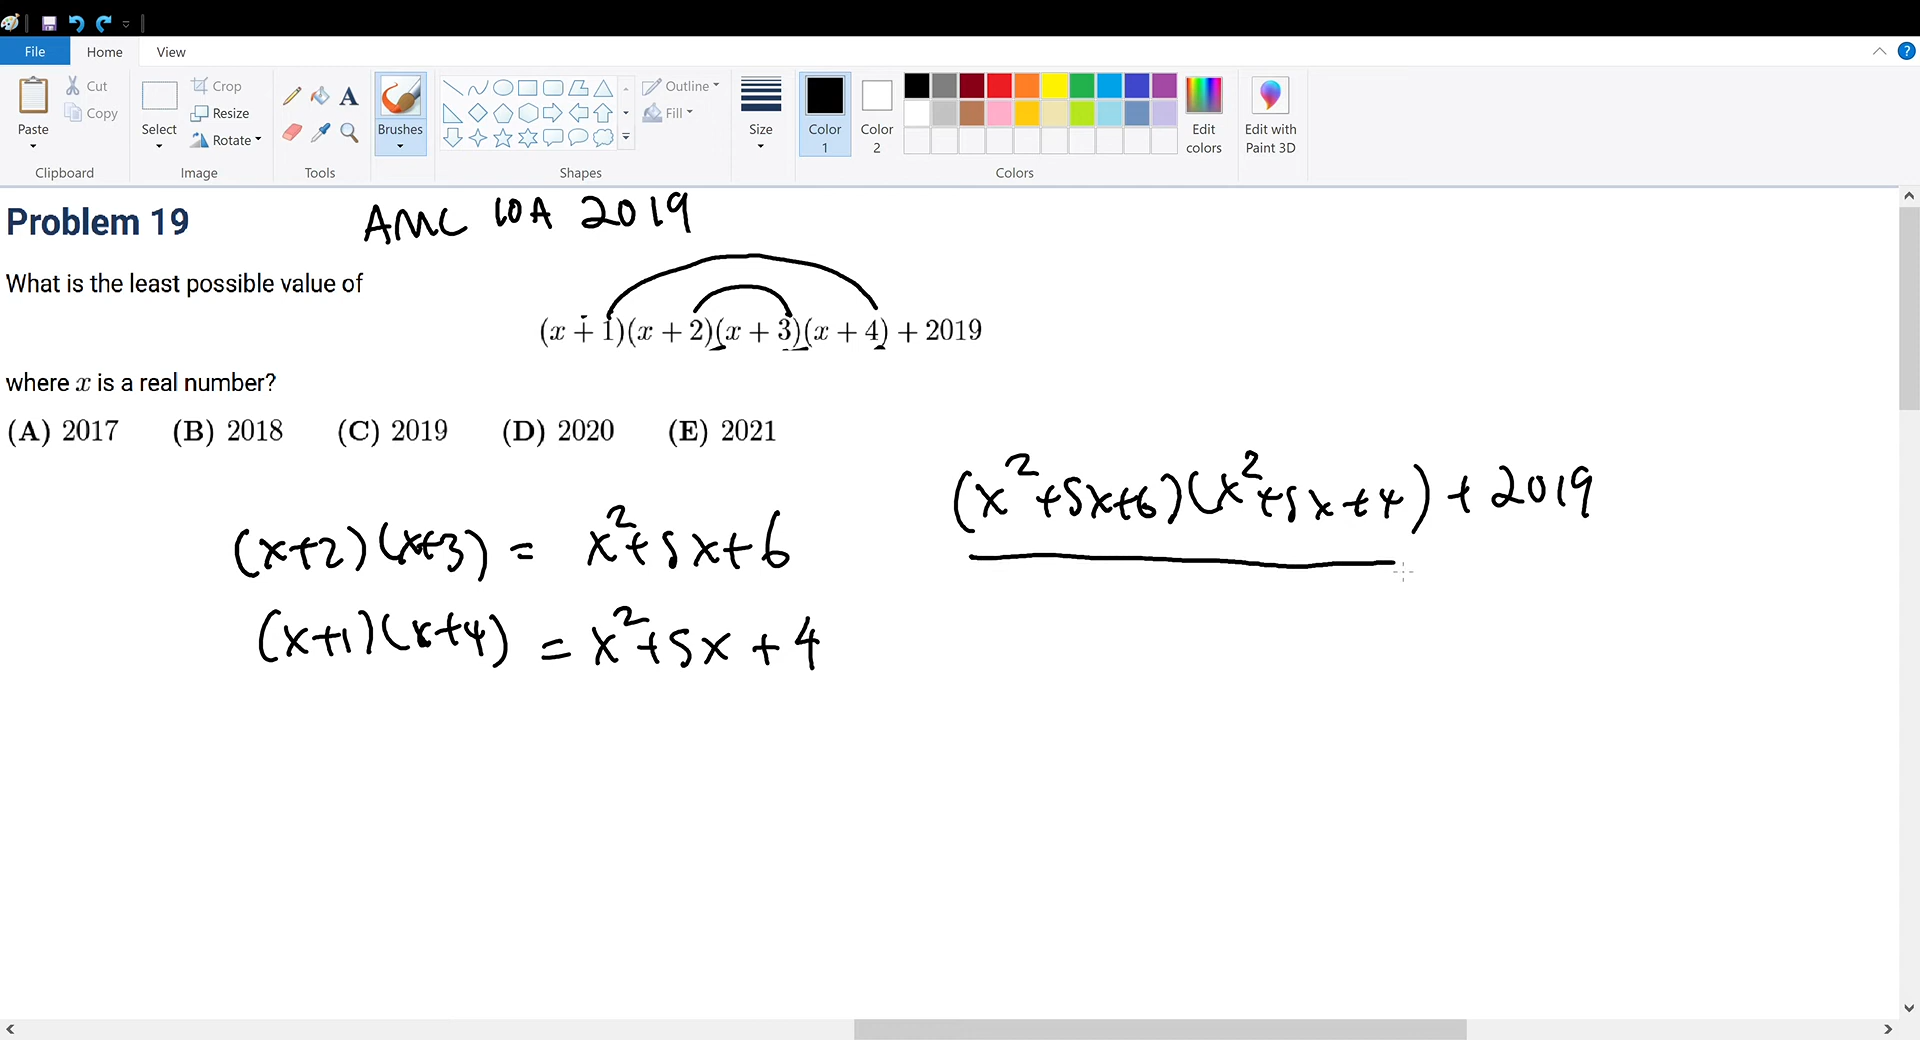 File Home View
Paste
Cut
Copy
Clipboard
Select
Crop
Resize
Rotate
Image
A
Tools
Brushes
Shapes
Outline
Fill
Size
Color 1
Color 2
Edit colors
Colors
Edit with Paint 3D
?
Problem 19
AMC 10A 2019
What is the least possible value of
(x + 1)(x + 2)(x + 3)(x + 4) + 2019
where x is a real number?
(A) 2017 (B) 2018 (C) 2019 (D) 2020 (E) 2021
(x²+5x+6)(x²+5x+4) + 2019
(x+2)(x+3) = x²+5x+6
(x+1)(x+4) = x²+5x+4